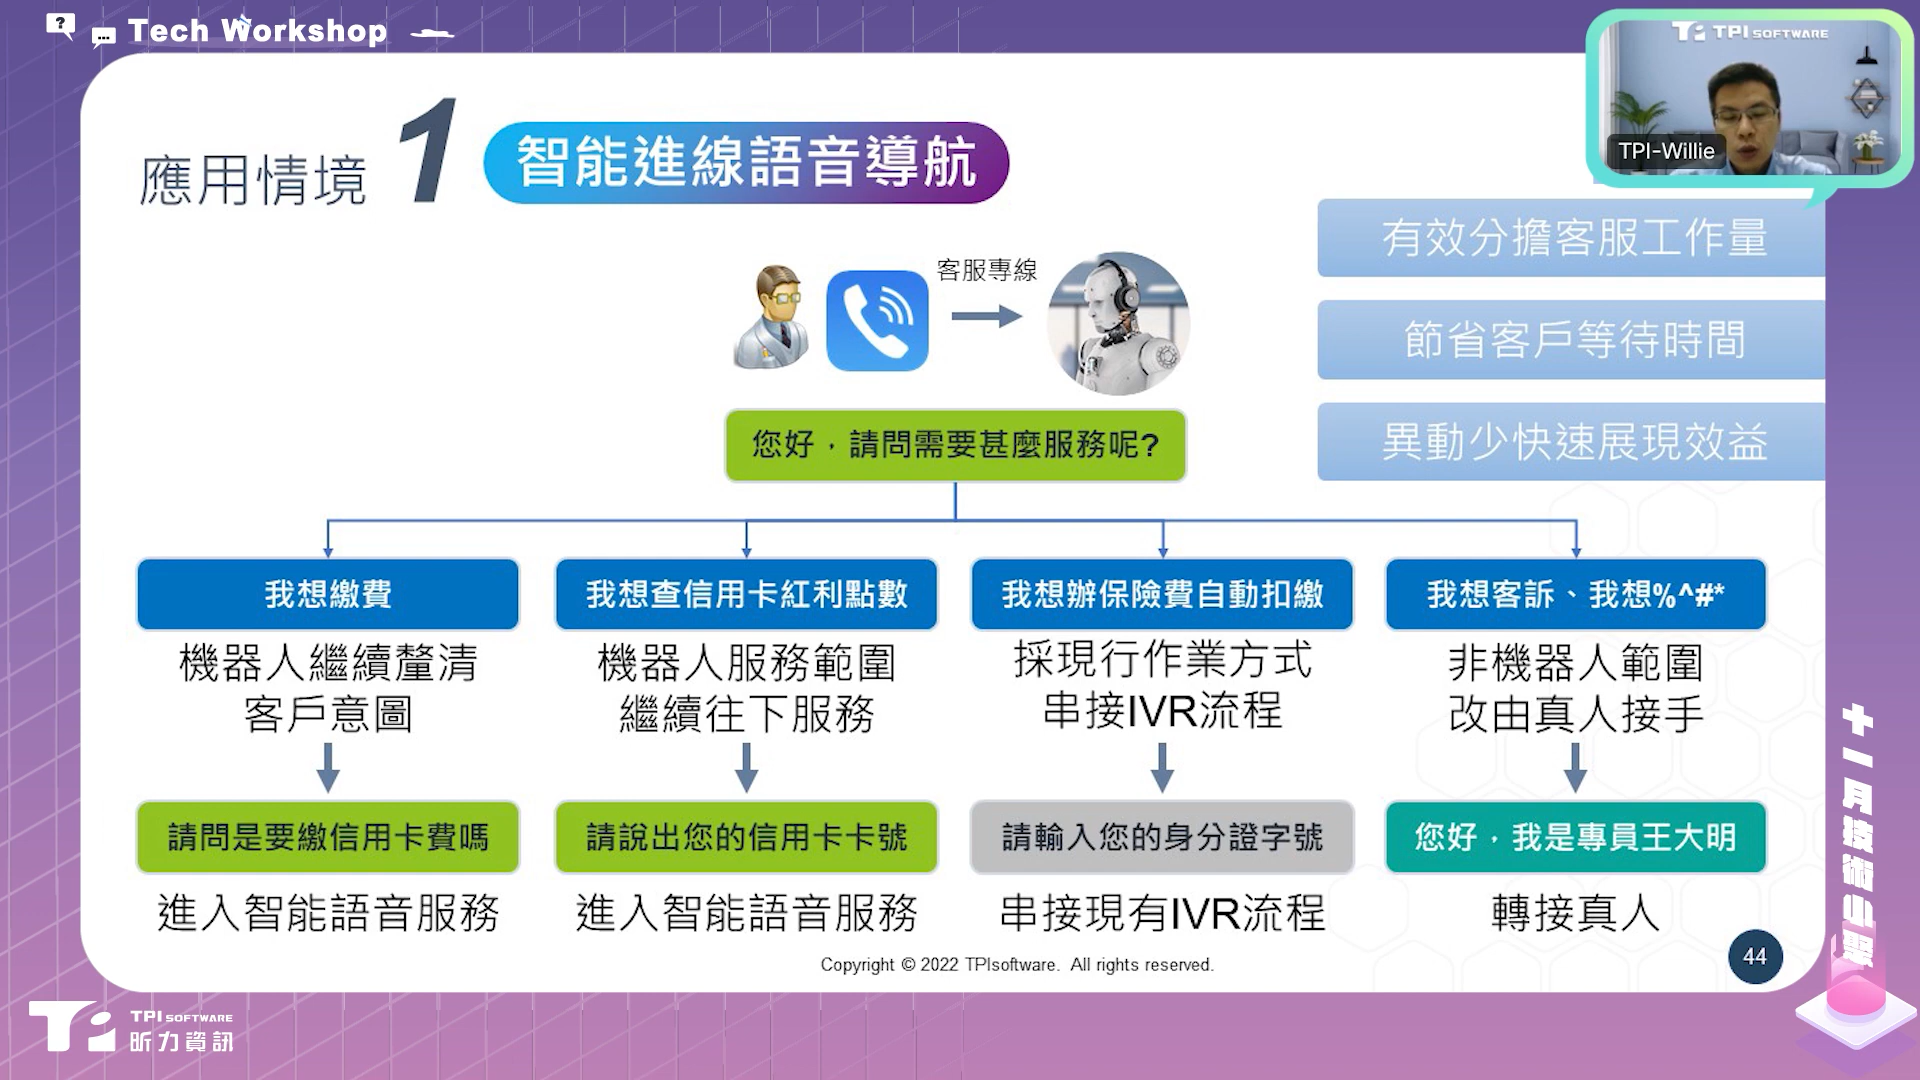 Tech Workshop
TPI SOFTWARE
TPI-Willie
應用情境 1 智能進線語音導航
有效分擔客服工作量
節省客戶等待時間
異動少快速展現效益
客服專線
您好，請問需要甚麼服務呢?
我想繳費
機器人繼續釐清
客戶意圖
請問是要繳信用卡費嗎
進入智能語音服務
我想查信用卡紅利點數
機器人服務範圍
繼續往下服務
請說出您的信用卡卡號
進入智能語音服務
我想辦保險費自動扣繳
採現行作業方式
串接IVR流程
請輸入您的身分證字號
串接現有IVR流程
我想客訴、我想%^#*
非機器人範圍
改由真人接手
您好，我是專員王大明
轉接真人
Copyright © 2022 TPIsoftware. All rights reserved.
44
十一月技術小聚
TPI SOFTWARE
昕力資訊